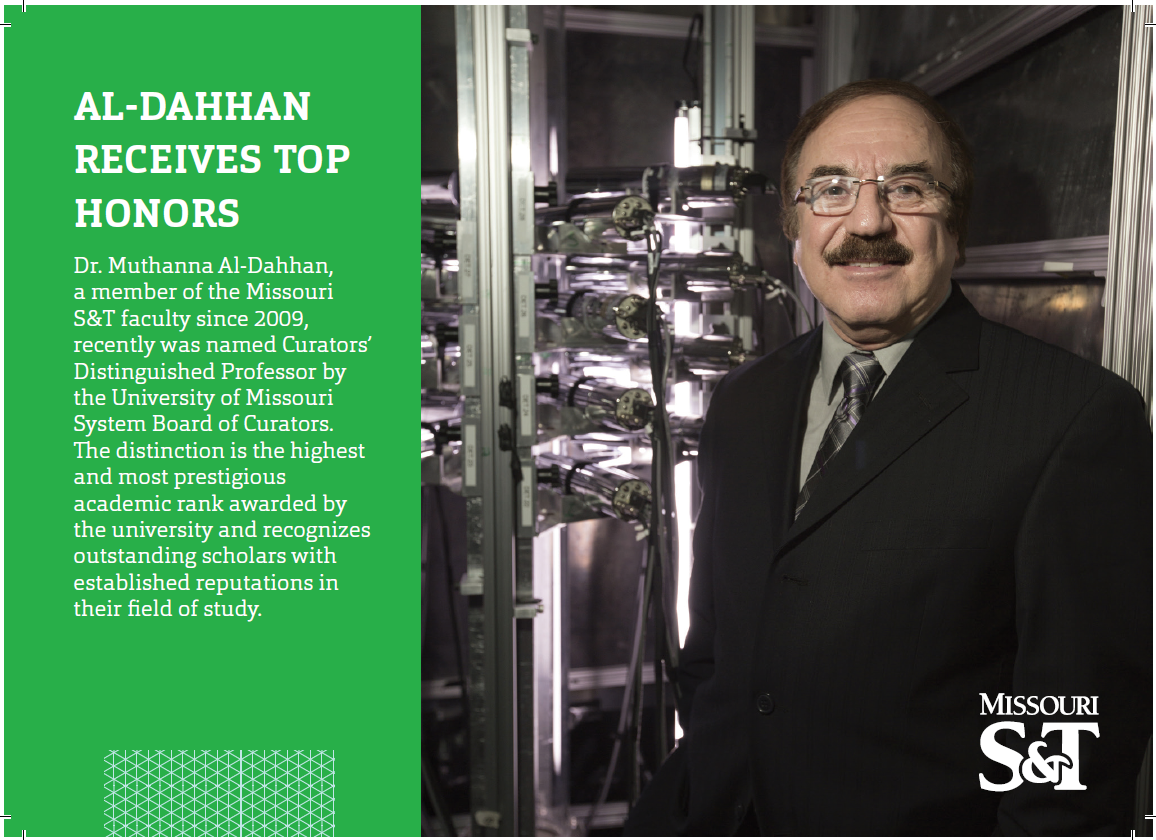 AL-DAHHAN
RECEIVES TOP
HONORS
Dr. Muthanna Al-Dahhan,
a member of the Missouri
S&T faculty since 2009,
recently was named Curators’
Distinguished Professor by
the University of Missouri
System Board of Curators.
The distinction is the highest
and most prestigious
academic rank awarded by
the university and recognizes
outstanding scholars with
established reputations in
their field of study.
MISSOURI
S&T